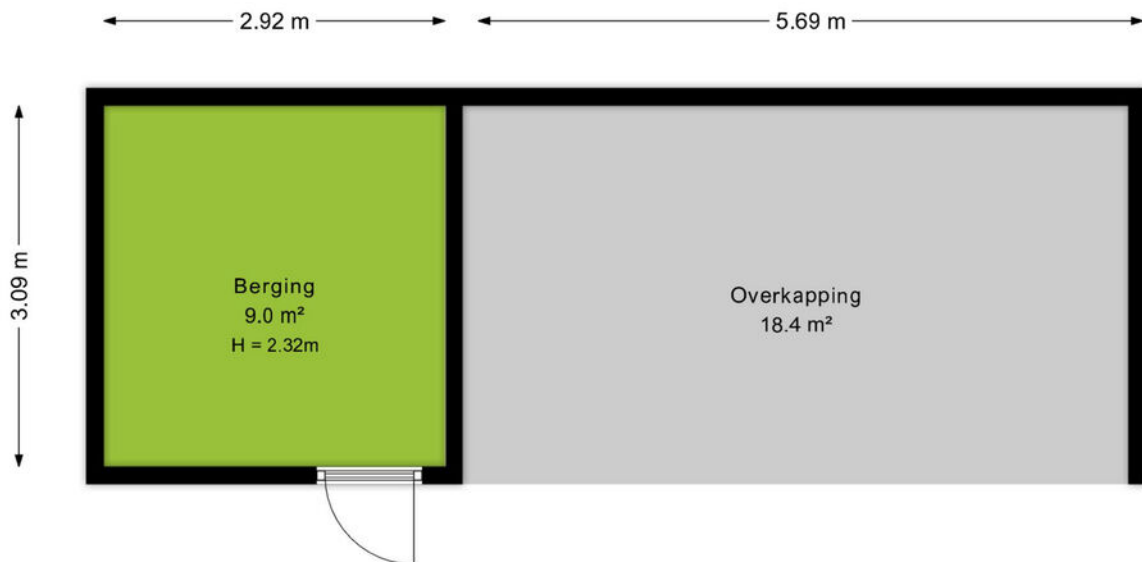 2.92 m
5.69 m
3.09 m
Berging
9.0 m²
H = 2.32m
Overkapping
18.4 m²